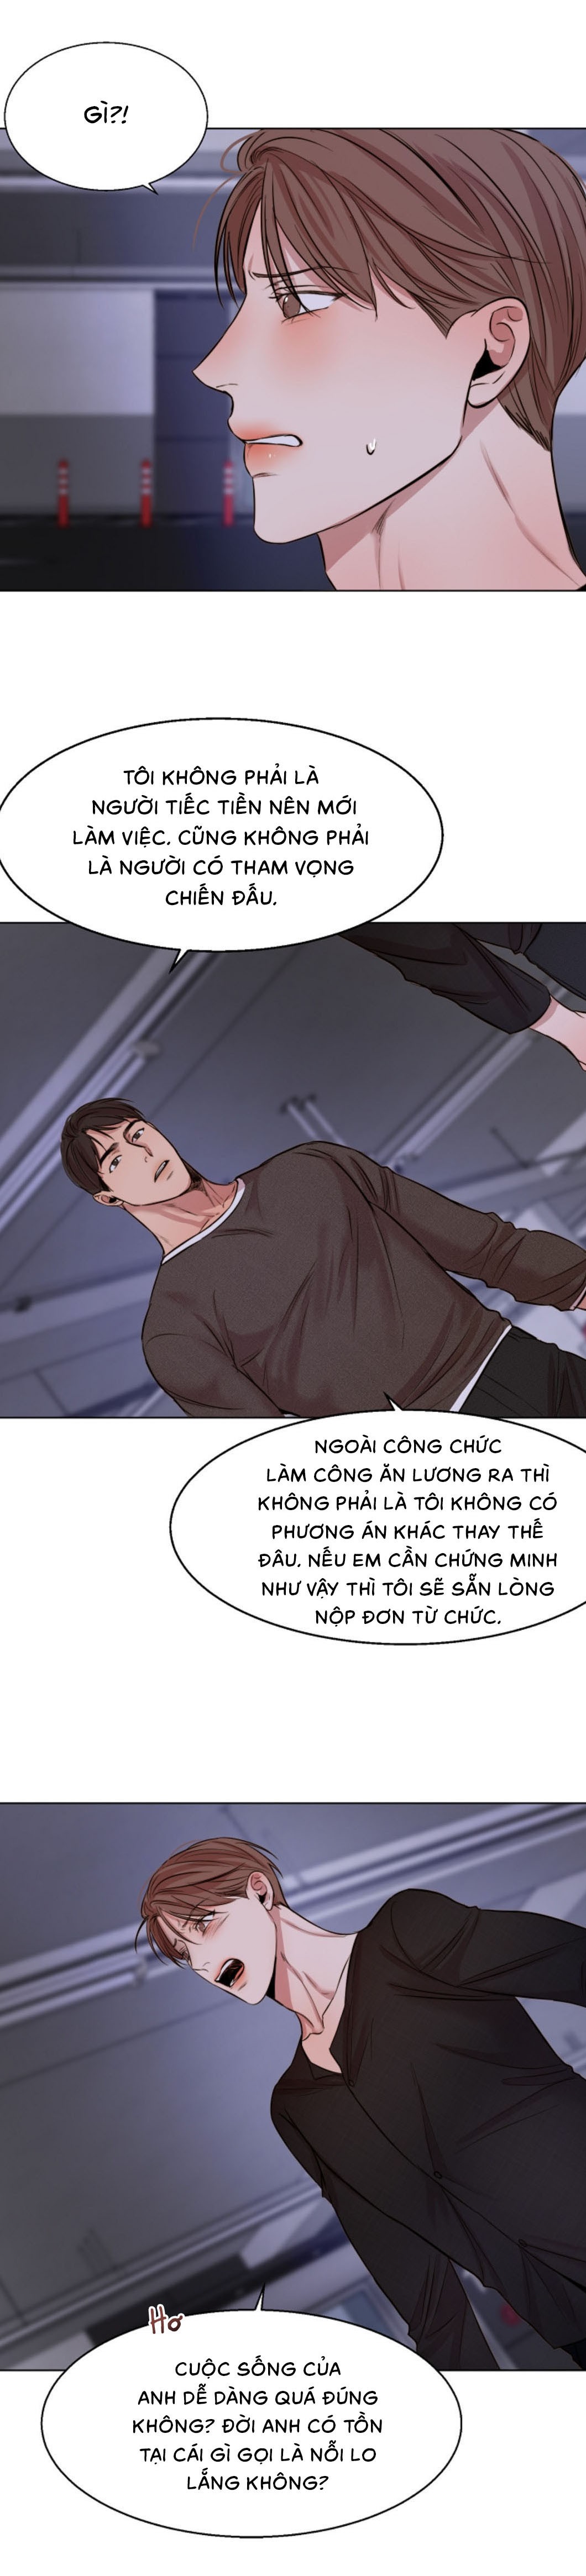 GÌ?!
TÔI KHÔNG PHẢI LÀ
NGƯỜI TIẾC TIỀN NÊN MỚI
LÀM VIỆC. CŨNG KHÔNG PHẢI
LÀ NGƯỜI CÓ THAM VỌNG
CHIẾN ĐẤU.
NGOÀI CÔNG CHỨC
LÀM CÔNG ĂN LƯƠNG RA THÌ
KHÔNG PHẢI LÀ TÔI KHÔNG CÓ
PHƯƠNG ÁN KHÁC THAY THẾ
ĐÂU. NẾU EM CẦN CHỨNG MINH
NHƯ VẬY THÌ TÔI SẼ SẴN LÒNG
NỘP ĐƠN TỪ CHỨC.
Hơ
CUỘC SỐNG CỦA
ANH DỄ DÀNG QUÁ ĐÚNG
KHÔNG? ĐỜI ANH CÓ TỒN
TẠI CÁI GÌ GỌI LÀ NỖI LO
LẮNG KHÔNG?